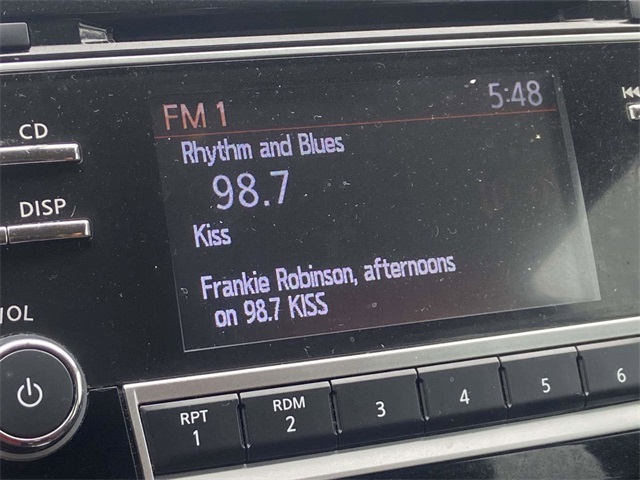 FM 1 5:48
Rhythm and Blues
98.7
Kiss
Frankie Robinson, afternoons
on 98.7 KISS
CD
DISP
RPT
1
RDM
2
3
4
5
6